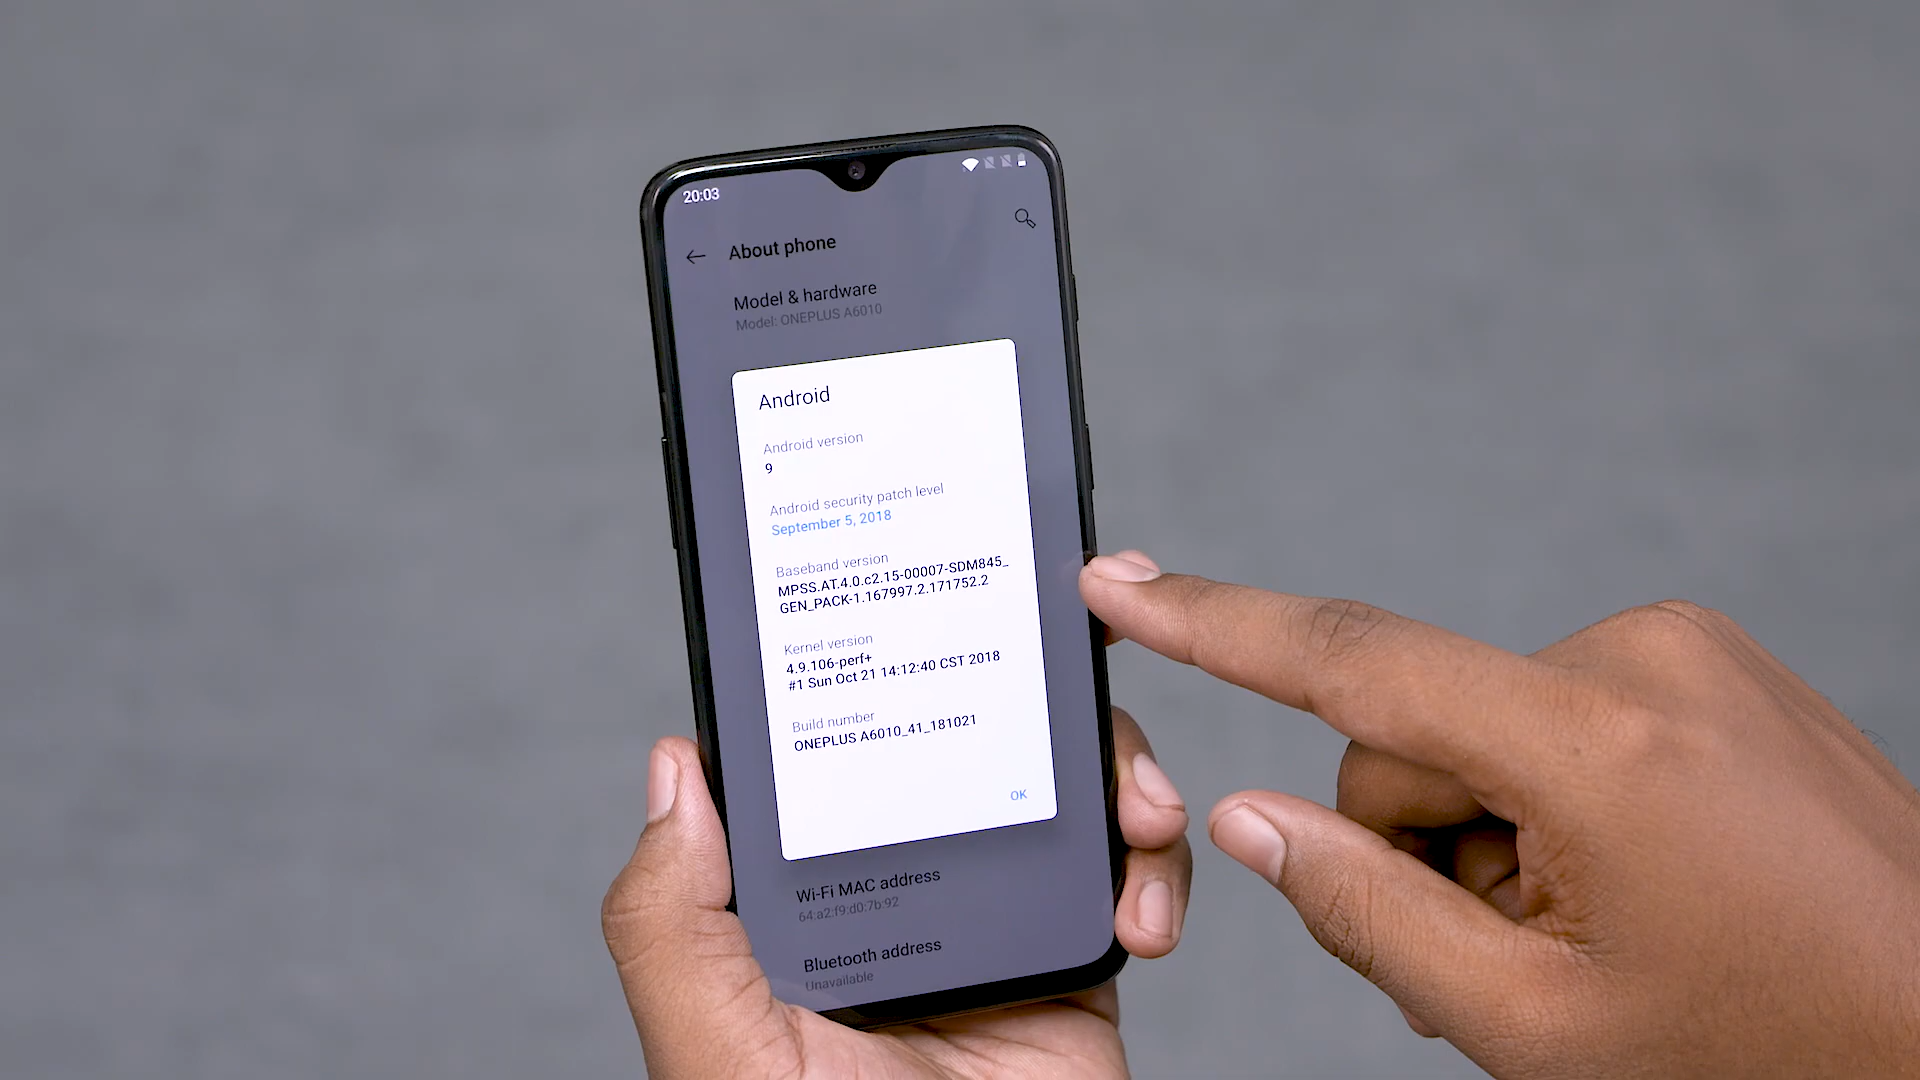 20:03
About phone
Model & hardware
Model: ONEPLUS A6010
Android
Android version
9
Android security patch level
September 5, 2018
Baseband version
MPSS.AT.4.0.c2.15-00007-SDM845_
GEN_PACK-1.167997.2.171752.2
Kernel version
4.9.106-perf+
#1 Sun Oct 21 14:12:40 CST 2018
Build number
ONEPLUS A6010_41_181021
OK
Wi-Fi MAC address
64:a2:f9:d0:7b:92
Bluetooth address
Unavailable